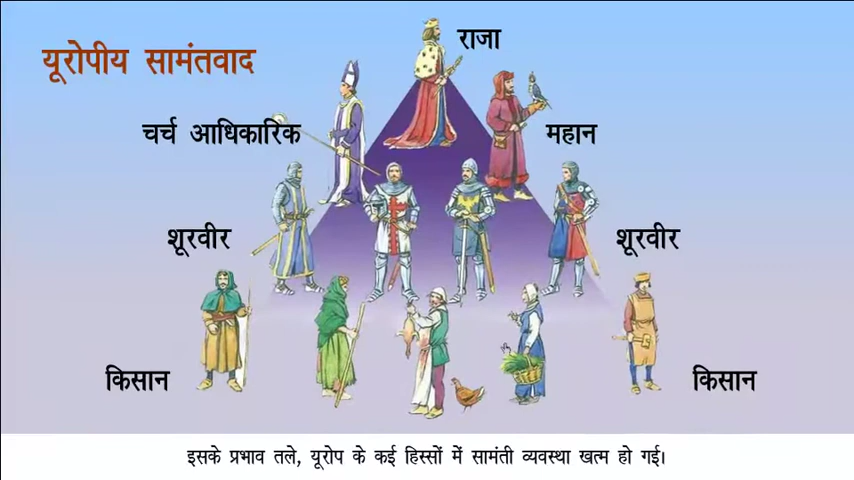 यूरोपीय सामंतवाद
राजा
चर्च आधिकारिक
महान
शूरवीर
शूरवीर
किसान
किसान
इसके प्रभाव तले, यूरोप के कई हिस्सों में सामंती व्यवस्था खत्म हो गई।